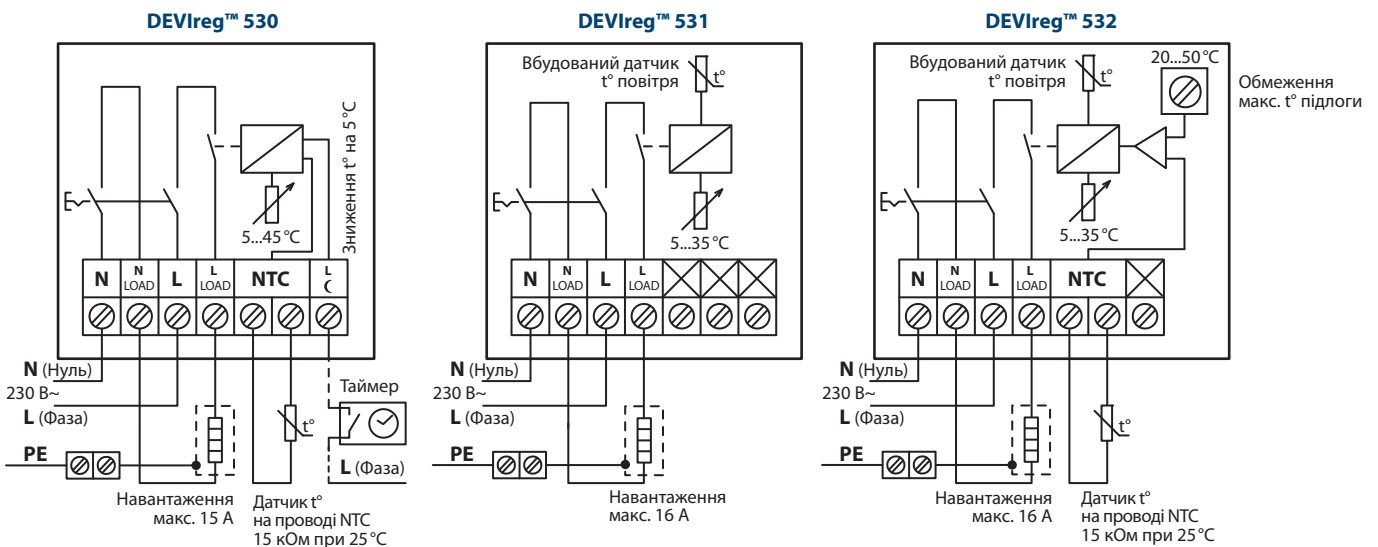 DEVIreg™ 530
Зниження t° на 5 °C
5...45 °C
N
N
LOAD
L
L
LOAD
NTC
L
☾
N (Нуль)
230 В~
L (Фаза)
PE
Таймер
t°
L (Фаза)
Навантаження
макс. 15 А
Датчик t°
на проводі NTC
15 кОм при 25 °C
DEVIreg™ 531
Вбудований датчик
t° повітря
t°
5...35 °C
N
N
LOAD
L
L
LOAD
N (Нуль)
230 В~
L (Фаза)
PE
Навантаження
макс. 16 А
DEVIreg™ 532
Вбудований датчик
t° повітря
t°
20...50 °C
Обмеження
макс. t° підлоги
5...35 °C
N
N
LOAD
L
L
LOAD
NTC
N (Нуль)
230 В~
L (Фаза)
PE
t°
Навантаження
макс. 16 А
Датчик t°
на проводі NTC
15 кОм при 25 °C